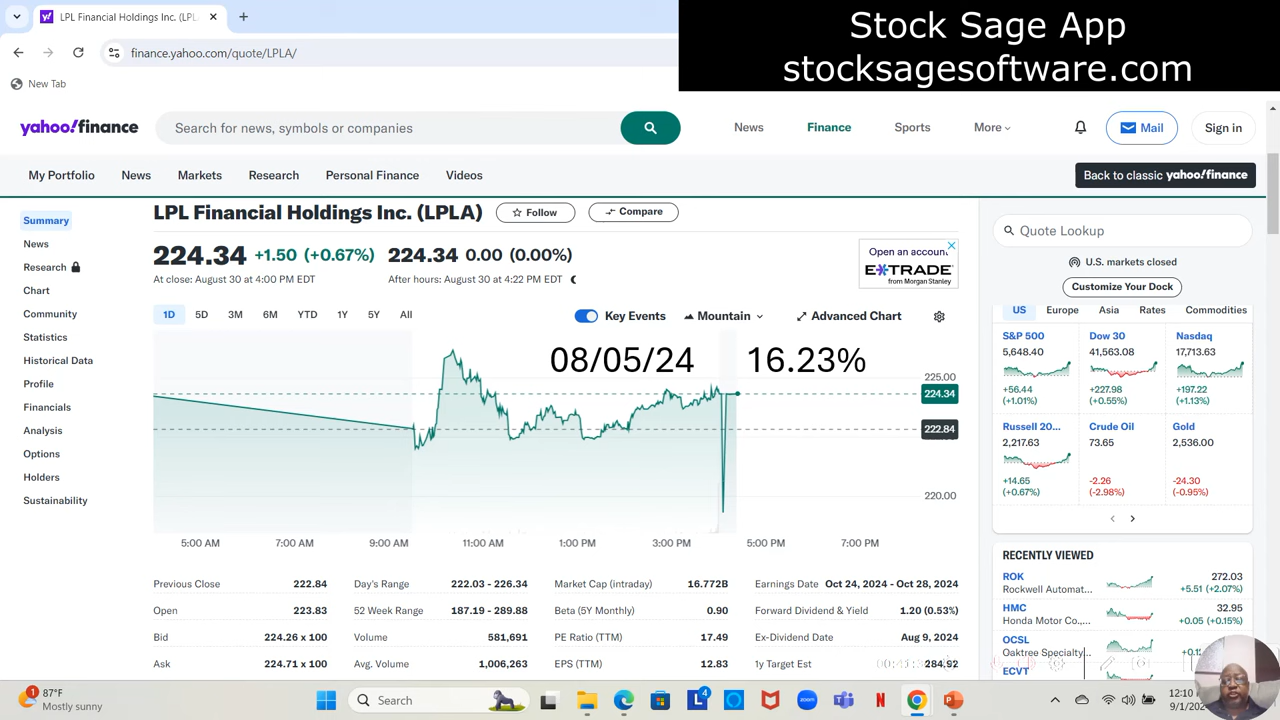 LPL Financial Holdings Inc. (LPL
Stock Sage App
stocksagesoftware.com
finance.yahoo.com/quote/LPLA/
New Tab
yahoo!finance
Search for news, symbols or companies
News
Finance
Sports
More
Mail
Sign in
My Portfolio
News
Markets
Research
Personal Finance
Videos
Back to classic yahoo!finance
Summary
News
Research
Chart
Community
Statistics
Historical Data
Profile
Financials
Analysis
Options
Holders
Sustainability
LPL Financial Holdings Inc. (LPLA)
Follow
Compare
224.34 +1.50 (+0.67%)
At close: August 30 at 4:00 PM EDT
224.34 0.00 (0.00%)
After hours: August 30 at 4:22 PM EDT
Open an account
E*TRADE
from Morgan Stanley
1D 5D 3M 6M YTD 1Y 5Y All
Key Events
Mountain
Advanced Chart
08/05/24 16.23%
225.00
224.34
222.84
220.00
5:00 AM 7:00 AM 9:00 AM 11:00 AM 1:00 PM 3:00 PM 5:00 PM 7:00 PM
Previous Close 222.84
Open 223.83
Bid 224.26 x 100
Ask 224.71 x 100
Day's Range 222.03 - 226.34
52 Week Range 187.19 - 289.88
Volume 581,691
Avg. Volume 1,006,263
Market Cap (intraday) 16.772B
Beta (5Y Monthly) 0.90
PE Ratio (TTM) 17.49
EPS (TTM) 12.83
Earnings Date Oct 24, 2024 - Oct 28, 2024
Forward Dividend & Yield 1.20 (0.53%)
Ex-Dividend Date Aug 9, 2024
1y Target Est 284.92
Quote Lookup
U.S. markets closed
Customize Your Dock
US Europe Asia Rates Commodities
S&P 500
5,648.40
+56.44
(+1.01%)
Dow 30
41,563.08
+227.98
(+0.55%)
Nasdaq
17,713.63
+197.22
(+1.13%)
Russell 20...
2,217.63
+14.65
(+0.67%)
Crude Oil
73.65
-2.26
(-2.98%)
Gold
2,536.00
-24.30
(-0.95%)
RECENTLY VIEWED
ROK 272.03
Rockwell Automat... +5.51 (+2.07%)
HMC 32.95
Honda Motor Co.,... +0.05 (+0.15%)
OCSL
Oaktree Specialty...
ECVT
1
87°F
Mostly sunny
Search
4
12:10
9/1/2